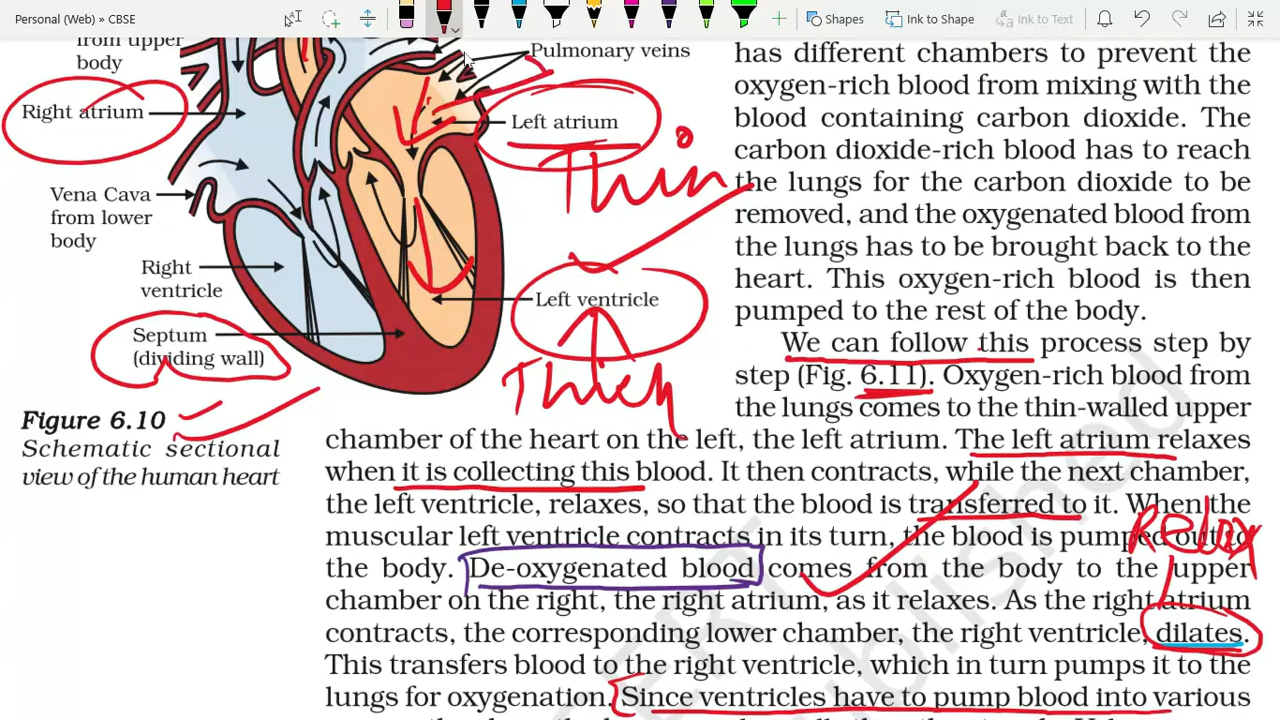 Personal (Web) » CBSE
Shapes
Ink to Shape
Ink to Text
from upper
body
Pulmonary veins
Right atrium
Left atrium
Thin
Vena Cava
from lower
body
Right
ventricle
Left ventricle
Septum
(dividing wall)
Thick
Figure 6.10
Schematic sectional
view of the human heart
has different chambers to prevent the
oxygen-rich blood from mixing with the
blood containing carbon dioxide. The
carbon dioxide-rich blood has to reach
the lungs for the carbon dioxide to be
removed, and the oxygenated blood from
the lungs has to be brought back to the
heart. This oxygen-rich blood is then
pumped to the rest of the body.
We can follow this process step by
step (Fig. 6.11). Oxygen-rich blood from
the lungs comes to the thin-walled upper
chamber of the heart on the left, the left atrium. The left atrium relaxes
when it is collecting this blood. It then contracts, while the next chamber,
the left ventricle, relaxes, so that the blood is transferred to it. When the
muscular left ventricle contracts in its turn, the blood is pumped out to
the body. De-oxygenated blood comes from the body to the upper
chamber on the right, the right atrium, as it relaxes. As the right atrium
contracts, the corresponding lower chamber, the right ventricle, dilates.
This transfers blood to the right ventricle, which in turn pumps it to the
lungs for oxygenation. Since ventricles have to pump blood into various
Relax